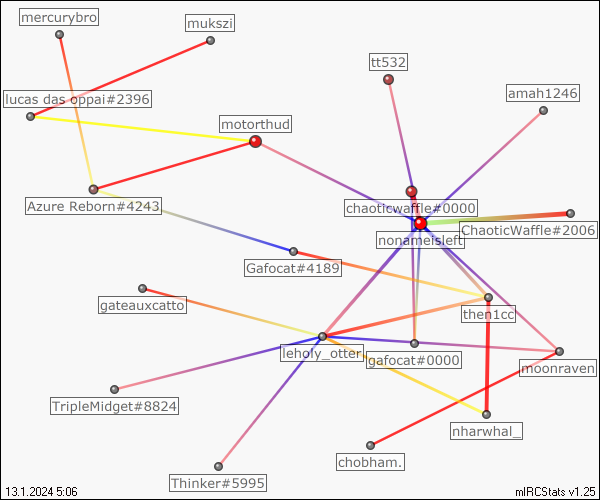 mercurybro
mukszi
tt532
lucas das oppai#2396
amah1246
motorthud
Azure Reborn#4243
chaoticwaffle#0000
ChaoticWaffle#2006
nonameisleft
Gafocat#4189
gateauxcatto
then1cc
leholy_otter
gafocat#0000
moonraven
TripleMidget#8824
nharwhal_
chobham.
Thinker#5995
13.1.2024 5:06
mIRCStats v1.25